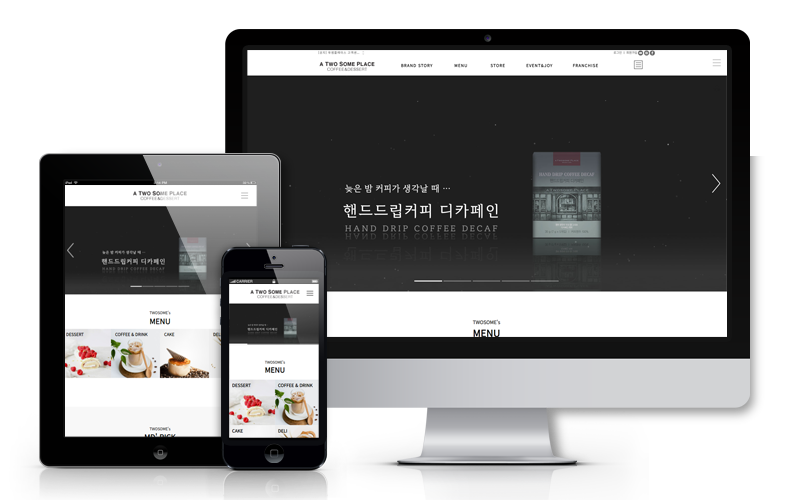 A TWO SOME PLACE
COFFEE&DESSERT
BRAND STORY
MENU
STORE
EVENT&JOY
FRANCHISE
늦은 밤 커피가 생각날 때 ···
핸드드립커피 디카페인
HAND DRIP COFFEE DECAF
TWOSOME's
MENU
iPad
A TWO SOME PLACE
COFFEE&DESSERT
늦은 밤 커피가 생각날 때 ···
핸드드립커피 디카페인
HAND DRIP COFFEE DECAF
TWOSOME's
MENU
DESSERT
COFFEE & DRINK
CAKE
DELI
TWOSOME's
CARRIER
A TWO SOME PLACE
COFFEE&DESSERT
핸드드립커피 디카페인
TWOSOME's
MENU
DESSERT
COFFEE & DRINK
CAKE
DELI